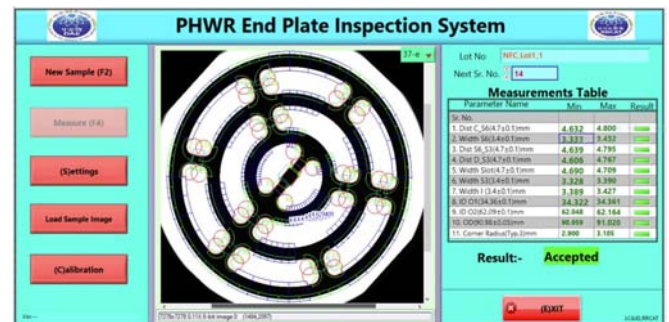 PHWR End Plate Inspection System
New Sample (F2)
Measure (F4)
(S)ettings
Load Sample Image
(C)alibration
37-e
Lot No NFC_Lot1_1
Next Sr. No. 14
Measurements Table
Parameter Name Min Max Result
Sr. No.
1. Dist C_S6(4.7±0.1)mm 4.632 4.800
2. Width S6(3.4±0.1)mm 3.333 3.432
3. Dist S6_S3(4.7±0.1)mm 4.639 4.795
4. Dist D_S3(4.7±0.1)mm 4.606 4.767
5. Width Slot(4.7±0.1)mm 4.690 4.709
6. Width S3(3.4±0.1)mm 3.328 3.390
7. Width I (3.4±0.1)mm 3.389 3.427
8. ID O1(34.36±0.1)mm 34.322 34.361
9. ID O2(62.09±0.1)mm 62.048 62.164
10. OD(90.98±0.05)mm 90.959 91.020
11. Corner Radius(Typ.3)mm 2.900 3.105
Result:- Accepted
(E)XIT